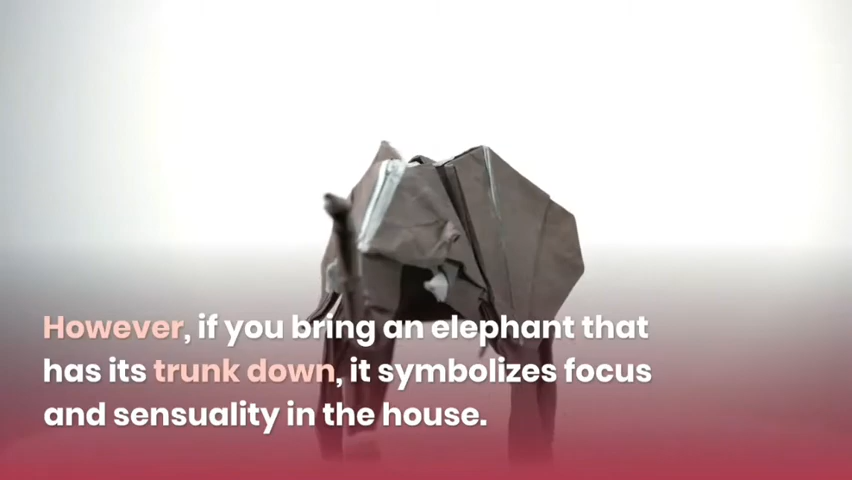 However, if you bring an elephant that
has its trunk down, it symbolizes focus
and sensuality in the house.